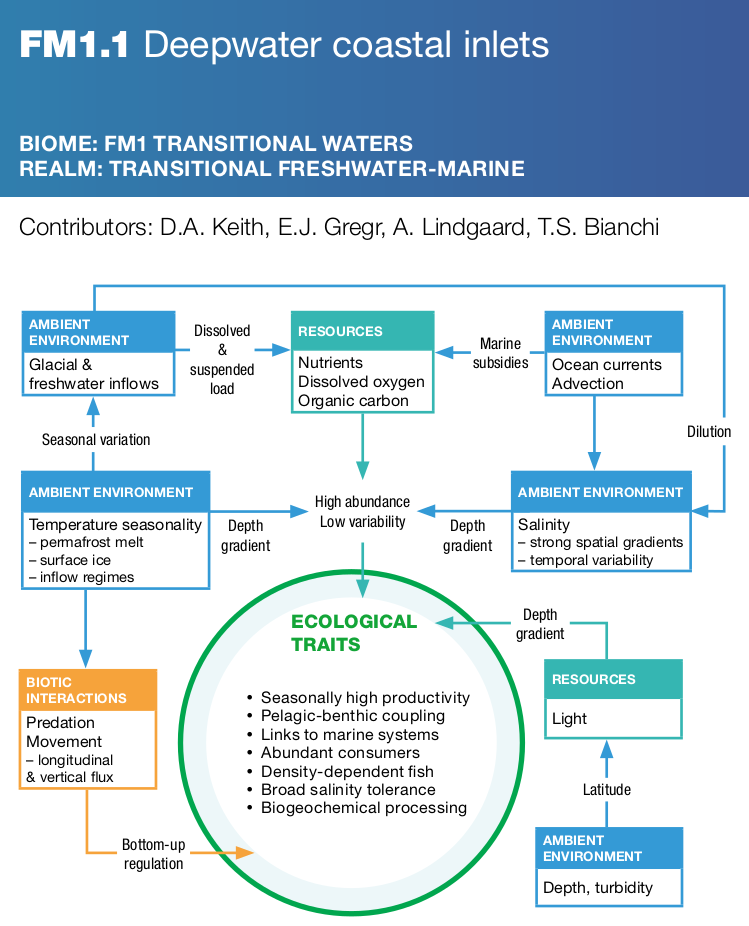 FM1.1 Deepwater coastal inlets
BIOME: FM1 TRANSITIONAL WATERS
REALM: TRANSITIONAL FRESHWATER-MARINE
Contributors: D.A. Keith, E.J. Gregr, A. Lindgaard, T.S. Bianchi
AMBIENT
ENVIRONMENT
Glacial &
freshwater inflows
Dissolved
&
suspended
load
RESOURCES
Nutrients
Dissolved oxygen
Organic carbon
Marine
subsidies
AMBIENT
ENVIRONMENT
Ocean currents
Advection
Seasonal variation
Dilution
AMBIENT ENVIRONMENT
Temperature seasonality
– permafrost melt
– surface ice
– inflow regimes
Depth
gradient
High abundance
Low variability
Depth
gradient
AMBIENT ENVIRONMENT
Salinity
– strong spatial gradients
– temporal variability
ECOLOGICAL
TRAITS
• Seasonally high productivity
• Pelagic-benthic coupling
• Links to marine systems
• Abundant consumers
• Density-dependent fish
• Broad salinity tolerance
• Biogeochemical processing
Depth
gradient
BIOTIC
INTERACTIONS
Predation
Movement
– longitudinal
& vertical flux
RESOURCES
Light
Latitude
Bottom-up
regulation
AMBIENT
ENVIRONMENT
Depth, turbidity